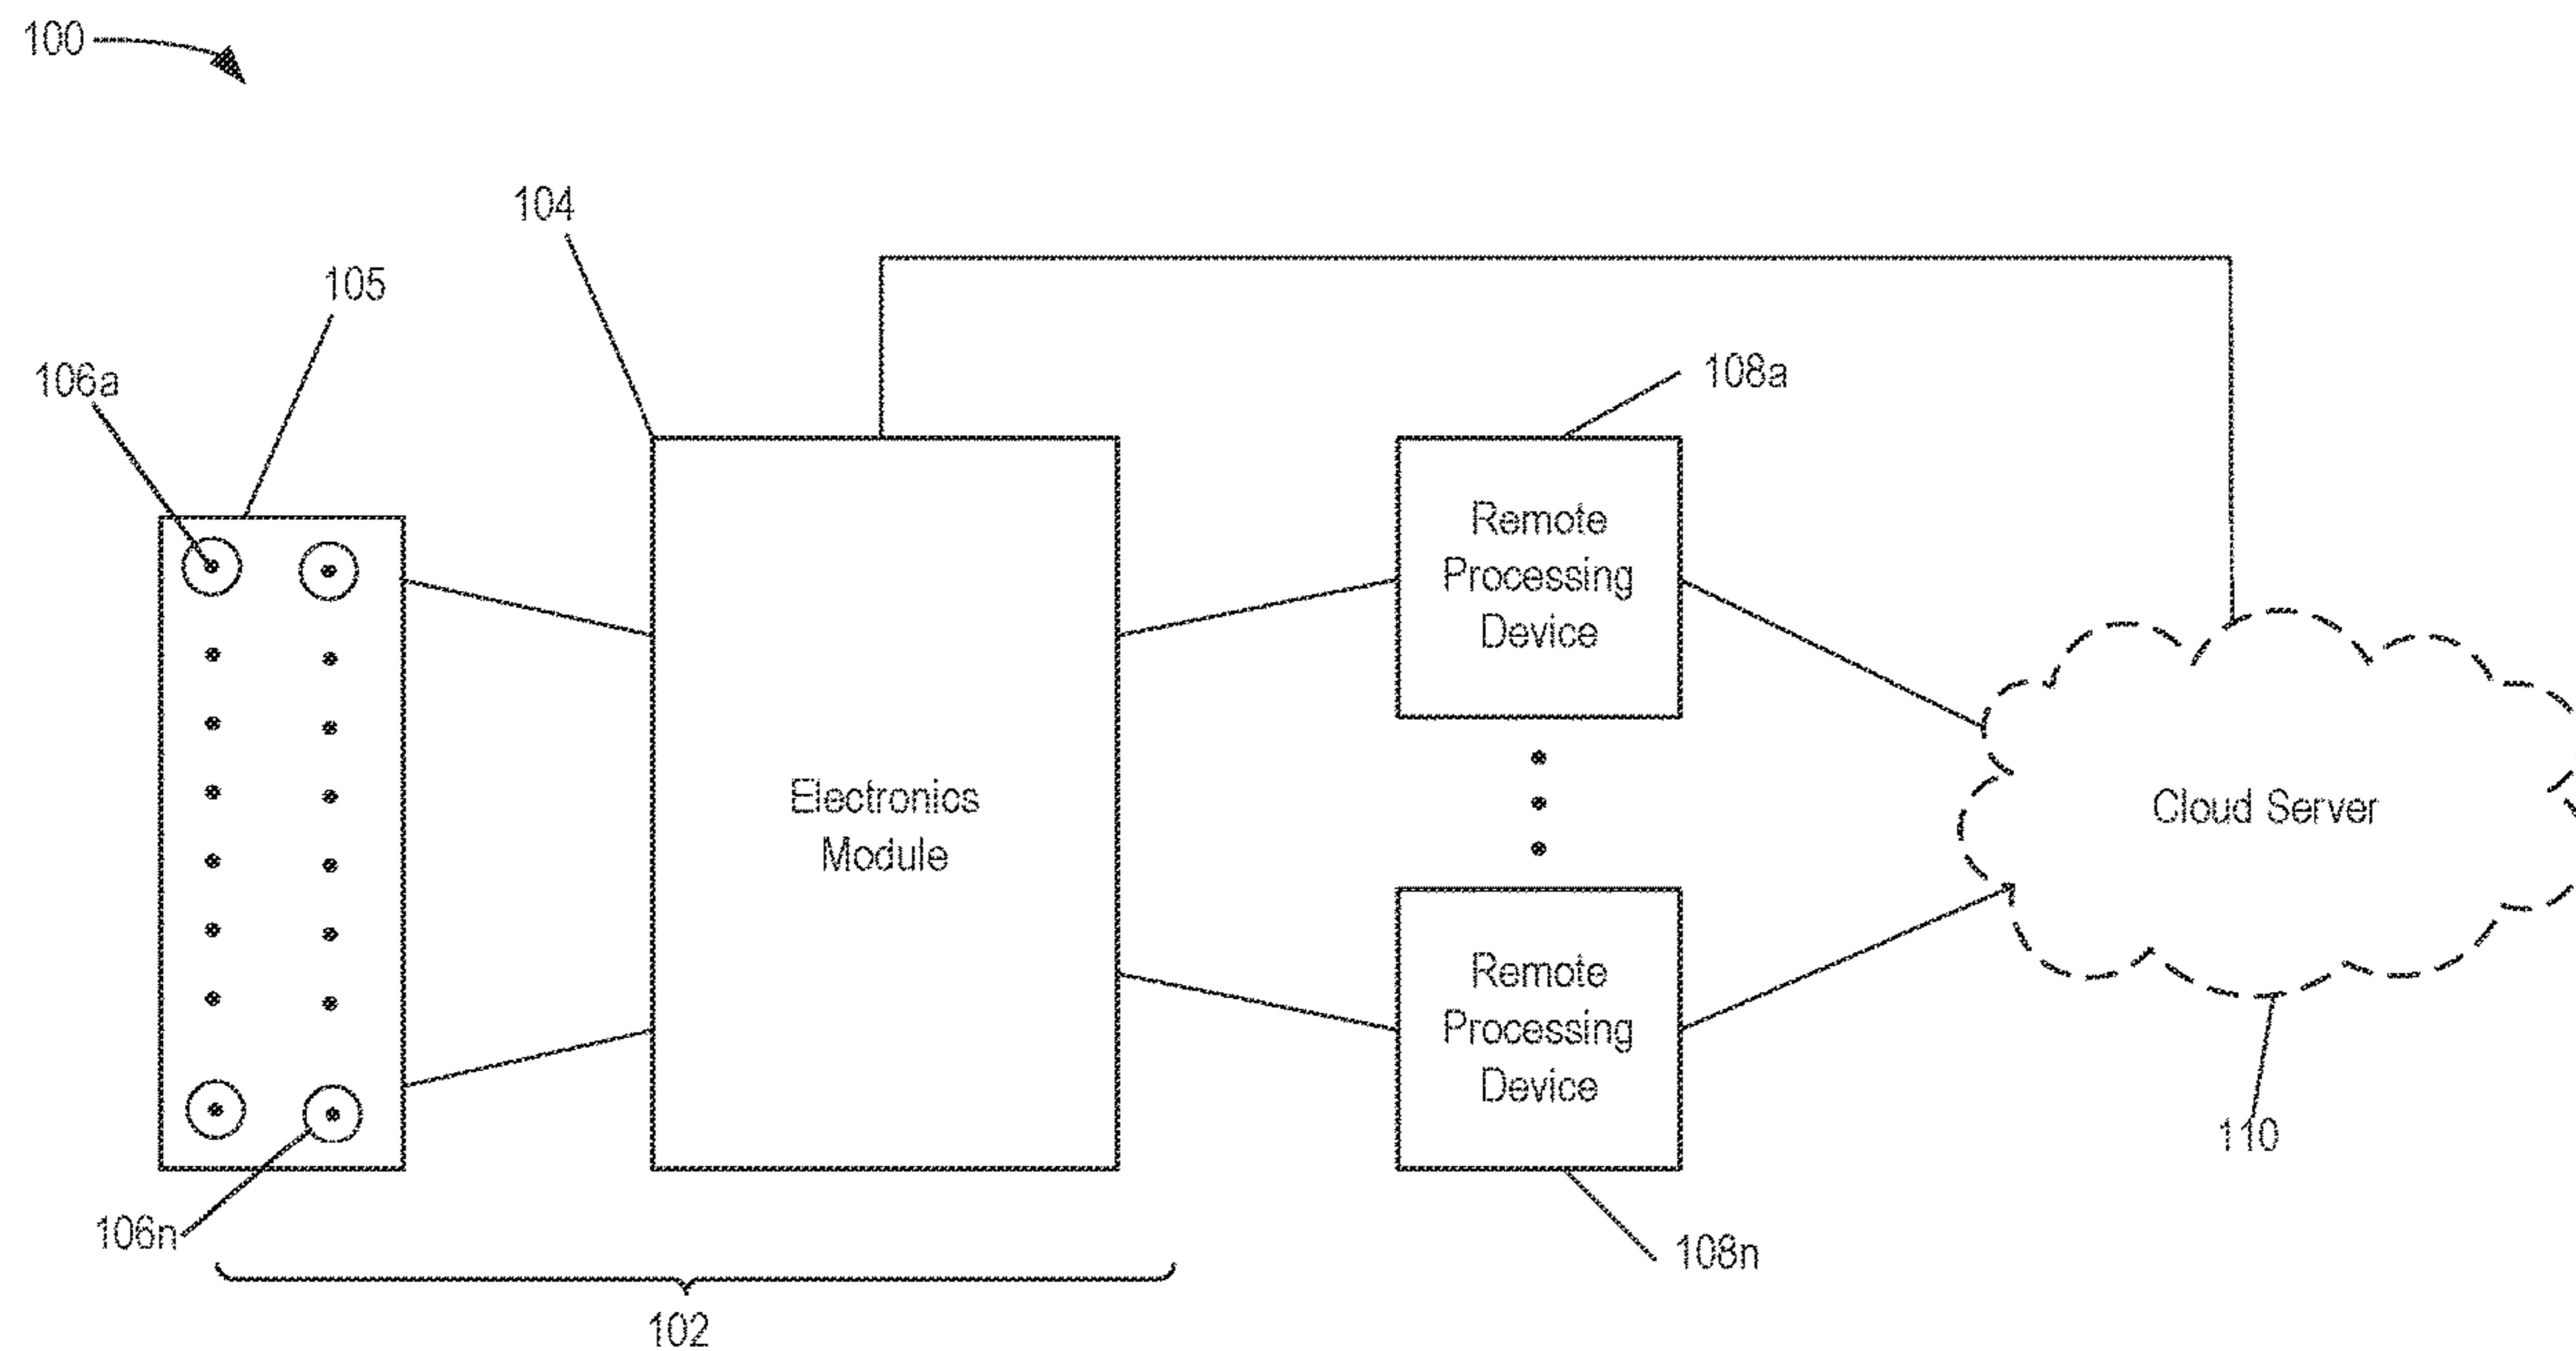 100
104
105
106a
108a
Remote
Processing
Device
Electronics
Module
Cloud Server
Remote
Processing
Device
110
106n
108n
102